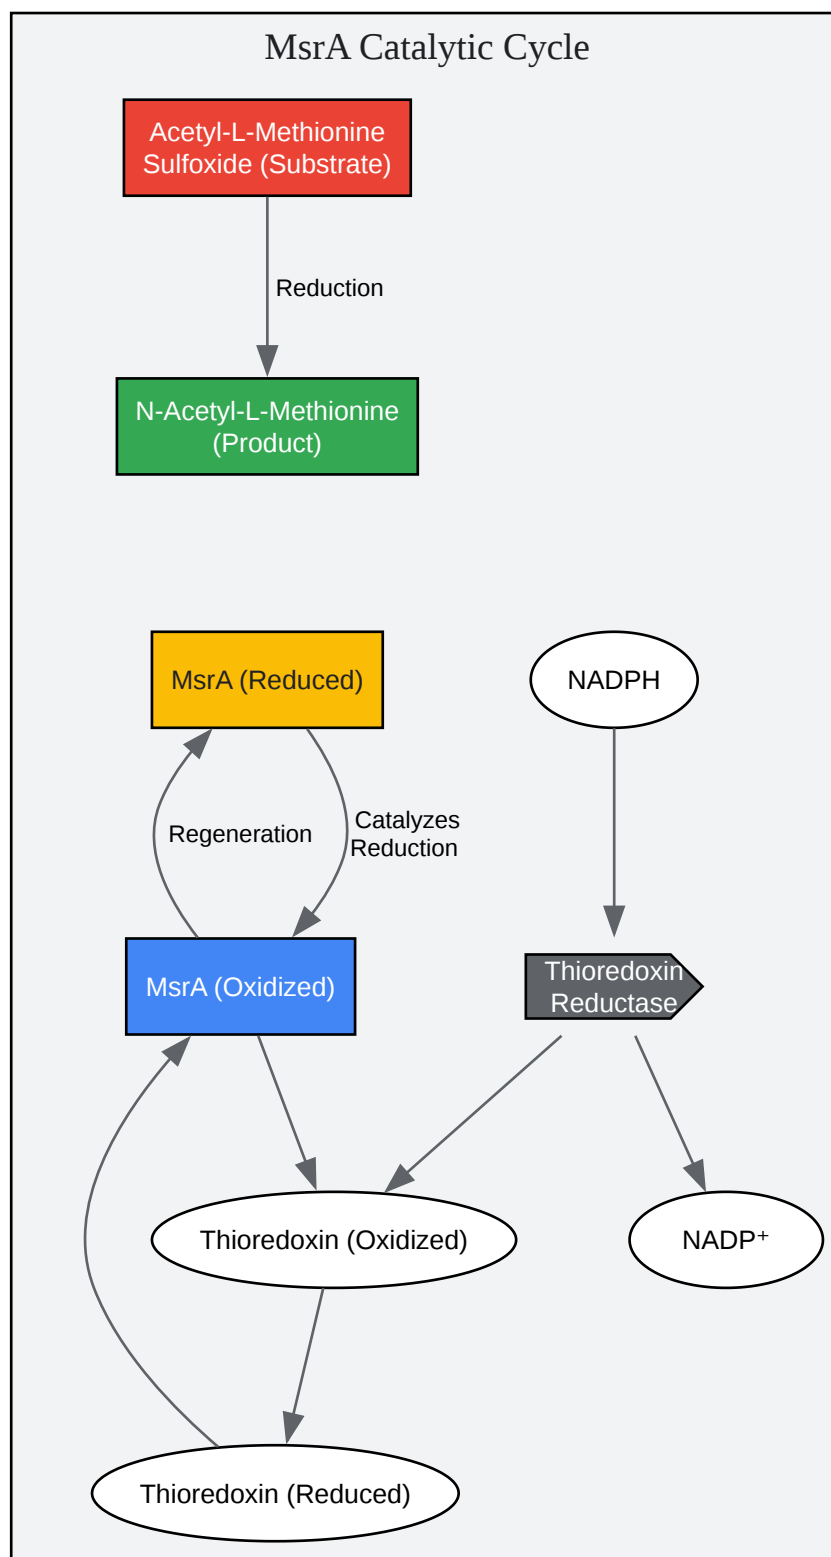 MsrA Catalytic Cycle
Acetyl-L-Methionine
Sulfoxide (Substrate)
Reduction
N-Acetyl-L-Methionine
(Product)
MsrA (Reduced)
NADPH
Regeneration
Catalyzes
Reduction
MsrA (Oxidized)
Thioredoxin
Reductase
Thioredoxin (Oxidized)
NADP⁺
Thioredoxin (Reduced)